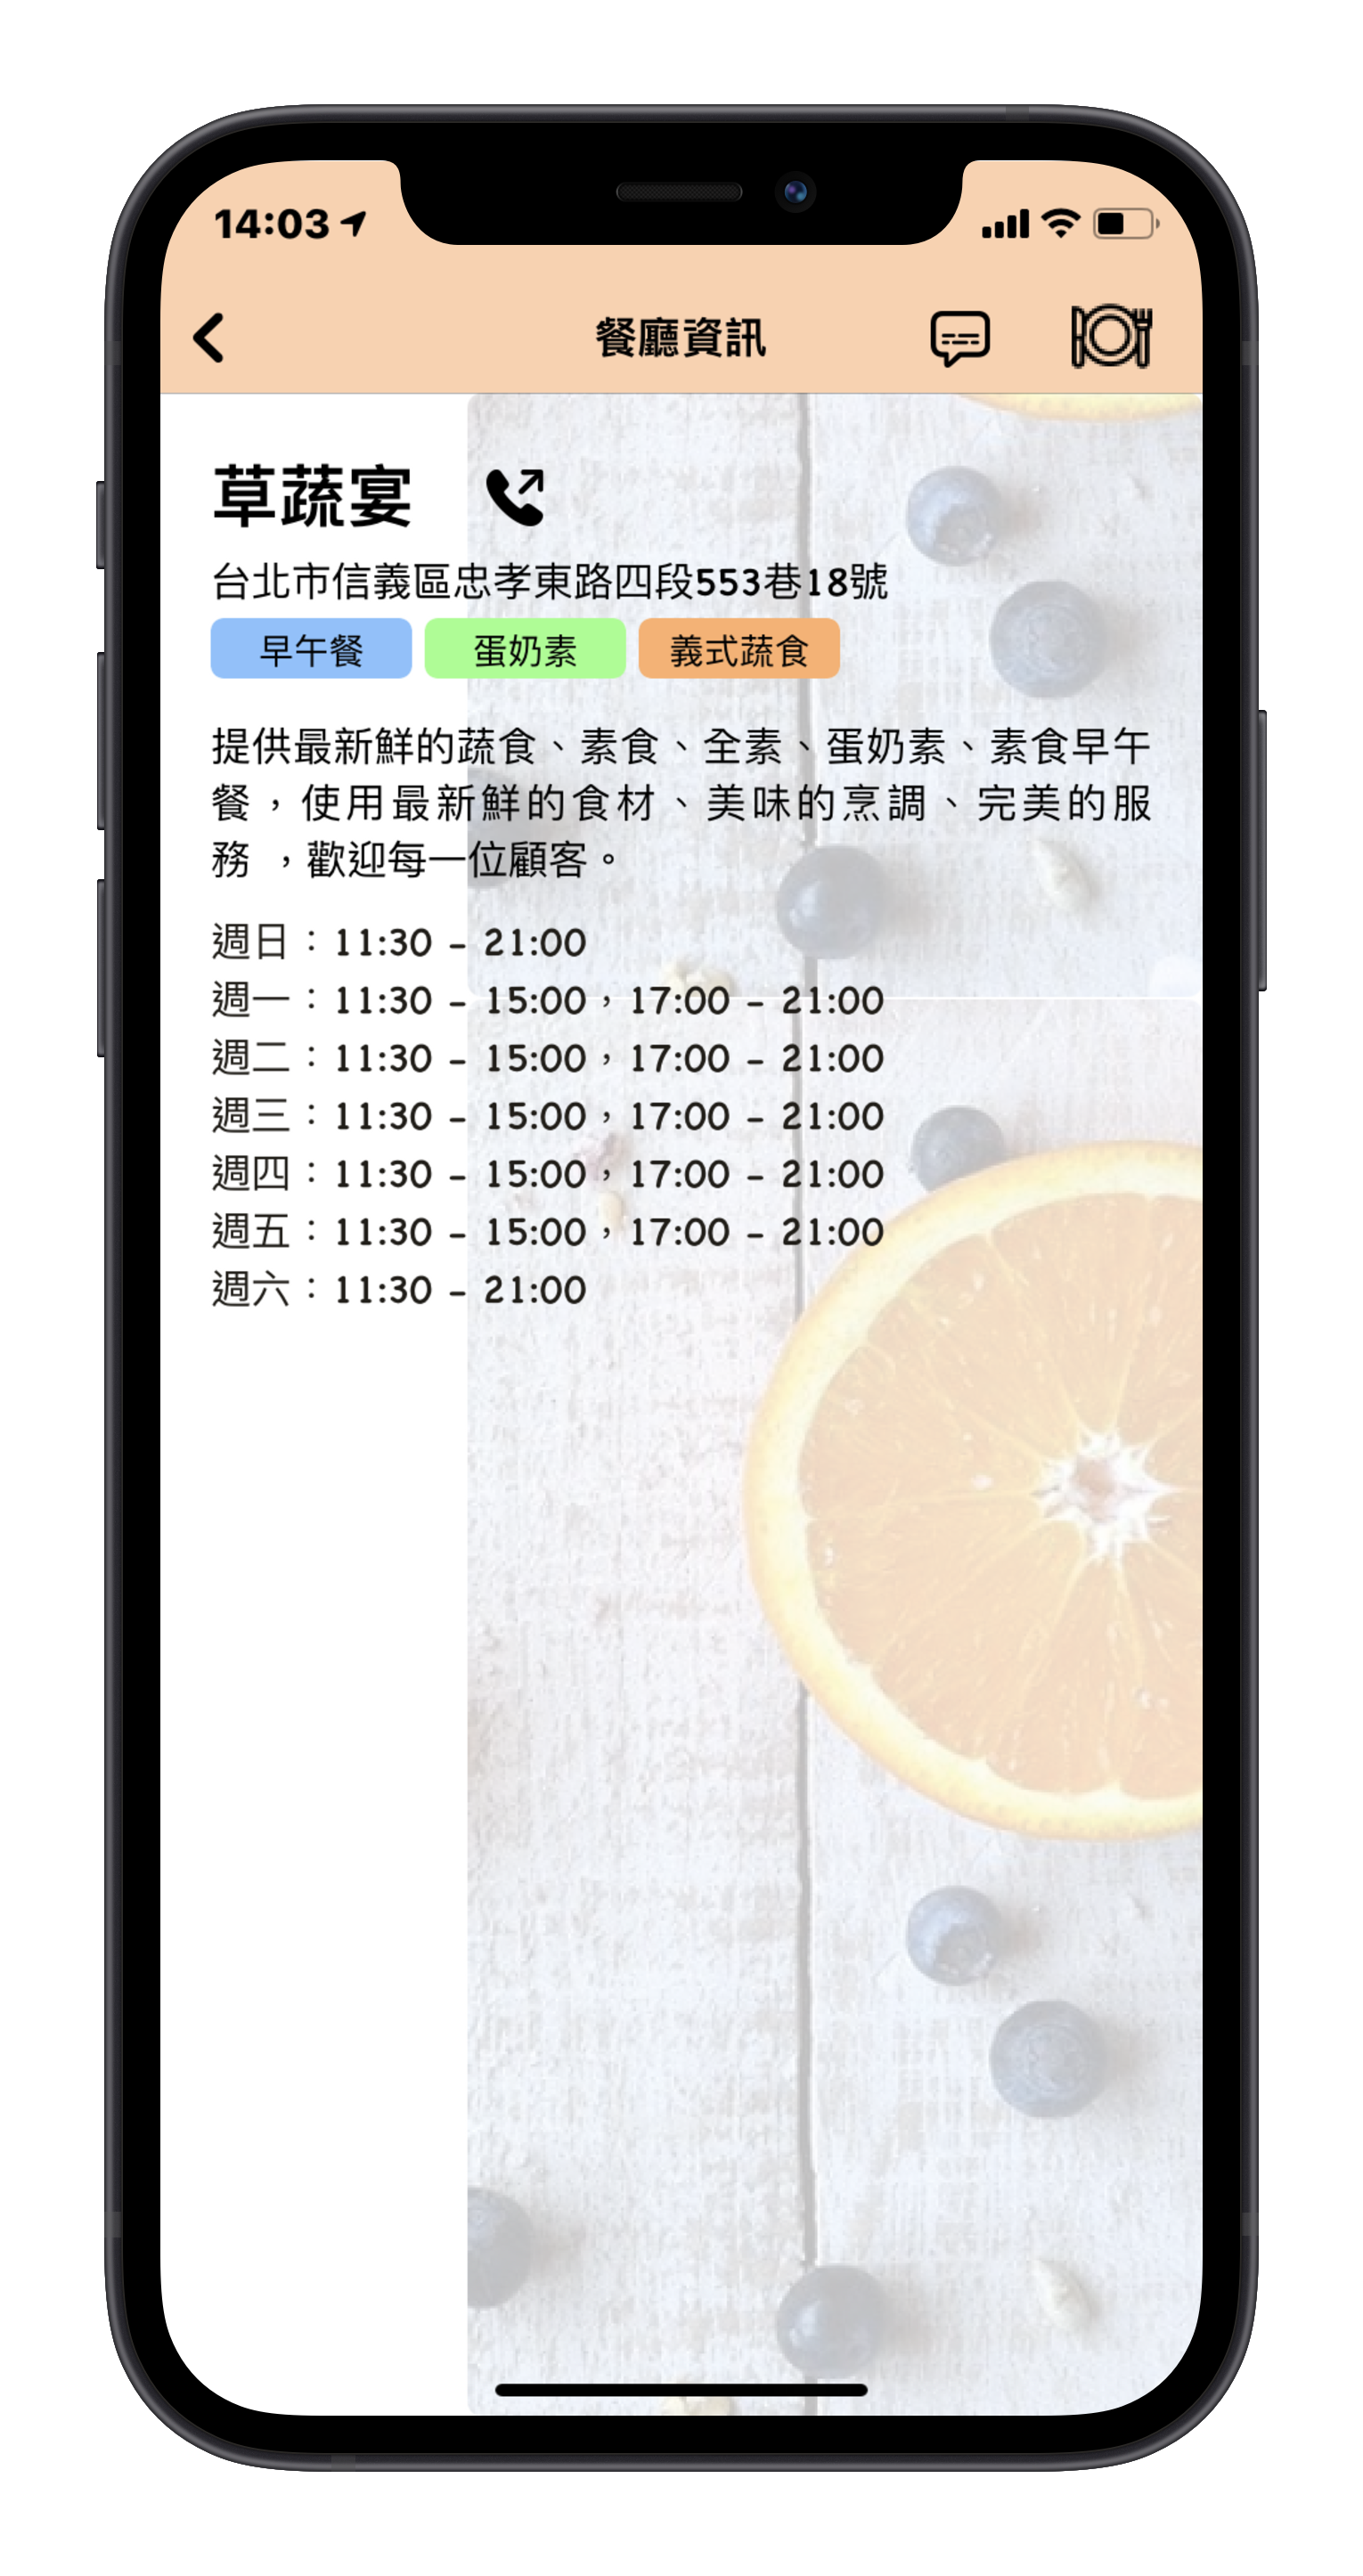 14:03
餐廳資訊
草蔬宴
台北市信義區忠孝東路四段553巷18號
早午餐 蛋奶素 義式蔬食
提供最新鮮的蔬食、素食、全素、蛋奶素、素食早午
餐，使用最新鮮的食材、美味的烹調、完美的服
務 ，歡迎每一位顧客。
週日：11:30 – 21:00
週一：11:30 – 15:00，17:00 – 21:00
週二：11:30 – 15:00，17:00 – 21:00
週三：11:30 – 15:00，17:00 – 21:00
週四：11:30 – 15:00，17:00 – 21:00
週五：11:30 – 15:00，17:00 – 21:00
週六：11:30 – 21:00